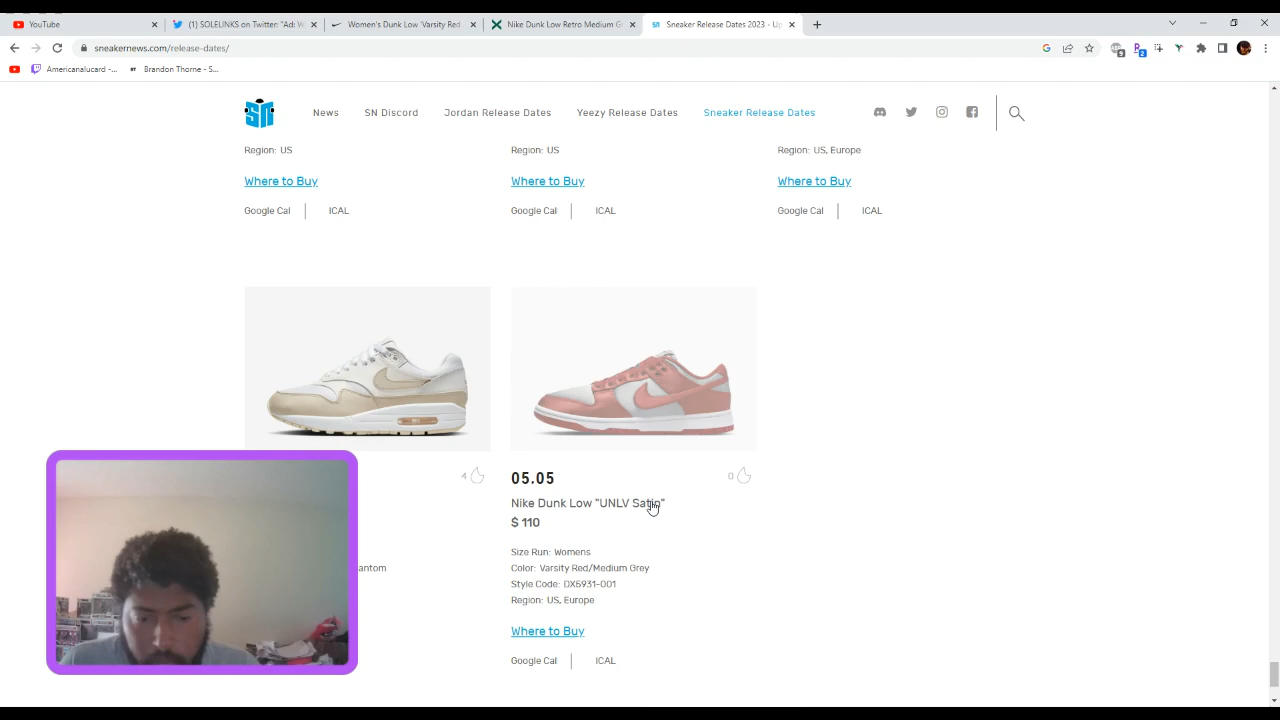 YouTube
(1) SOLELINKS on Twitter: "Ad: W
Women's Dunk Low 'Varsity Red
Nike Dunk Low Retro Medium G
Sneaker Release Dates 2023 - Up
sneakernews.com/release-dates/
9
2
Americanalucard -...
BT
Brandon Thorne - S...
SN
News
SN Discord
Jordan Release Dates
Yeezy Release Dates
Sneaker Release Dates
Region: US
Region: US
Region: US, Europe
Where to Buy
Where to Buy
Where to Buy
Google Cal
ICAL
Google Cal
ICAL
Google Cal
ICAL
4
05.05
0
Nike Dunk Low "UNLV Satin"
$ 110
Size Run: Womens
antom
Color: Varsity Red/Medium Grey
Style Code: DX5931-001
Region: US, Europe
Where to Buy
Google Cal
ICAL